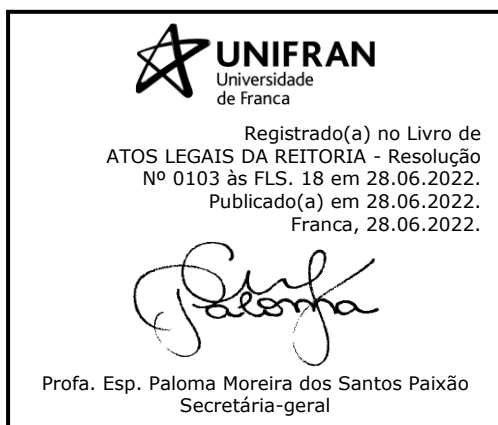 UNIFRAN
Universidade
de Franca
Registrado(a) no Livro de
ATOS LEGAIS DA REITORIA - Resolução
Nº 0103 às FLS. 18 em 28.06.2022.
Publicado(a) em 28.06.2022.
Franca, 28.06.2022.
Paloma
Profa. Esp. Paloma Moreira dos Santos Paixão
Secretária-geral